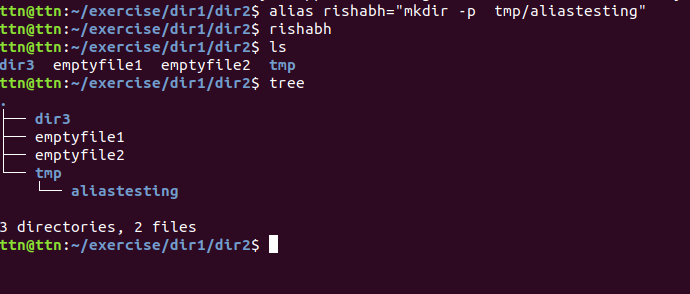 ttn@ttn:~/exercise/dir1/dir2$ alias rishabh="mkdir -p  tmp/aliastesting"
ttn@ttn:~/exercise/dir1/dir2$ rishabh
ttn@ttn:~/exercise/dir1/dir2$ ls
dir3  emptyfile1  emptyfile2  tmp
ttn@ttn:~/exercise/dir1/dir2$ tree
.
├── dir3
├── emptyfile1
├── emptyfile2
└── tmp
    └── aliastesting
3 directories, 2 files
ttn@ttn:~/exercise/dir1/dir2$